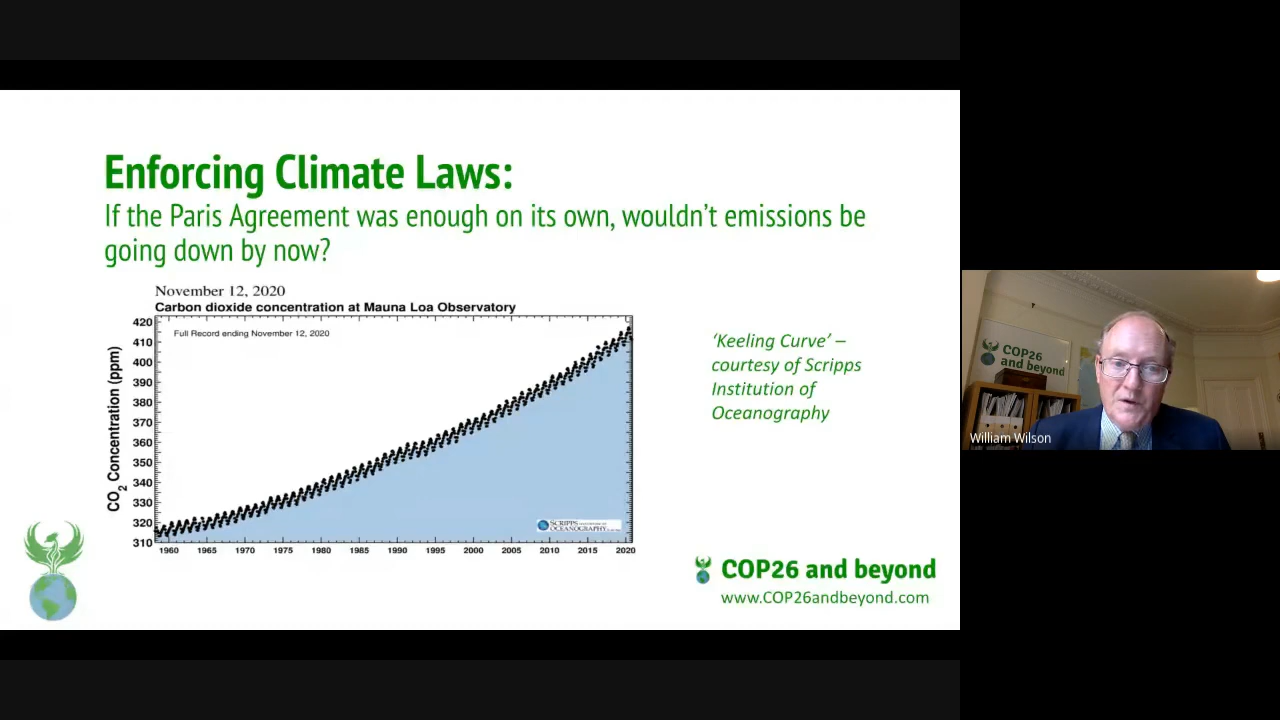 Enforcing Climate Laws:
If the Paris Agreement was enough on its own, wouldn’t emissions be
going down by now?
November 12, 2020
Carbon dioxide concentration at Mauna Loa Observatory
Full Record ending November 12, 2020
CO2 Concentration (ppm)
420
410
400
390
380
370
360
350
340
330
320
310
1960 1965 1970 1975 1980 1985 1990 1995 2000 2005 2010 2015 2020
SCRIPPS
OCEANOGRAPHY
‘Keeling Curve’ –
courtesy of Scripps
Institution of
Oceanography
COP26 and beyond
www.COP26andbeyond.com
COP26
and beyond
William Wilson